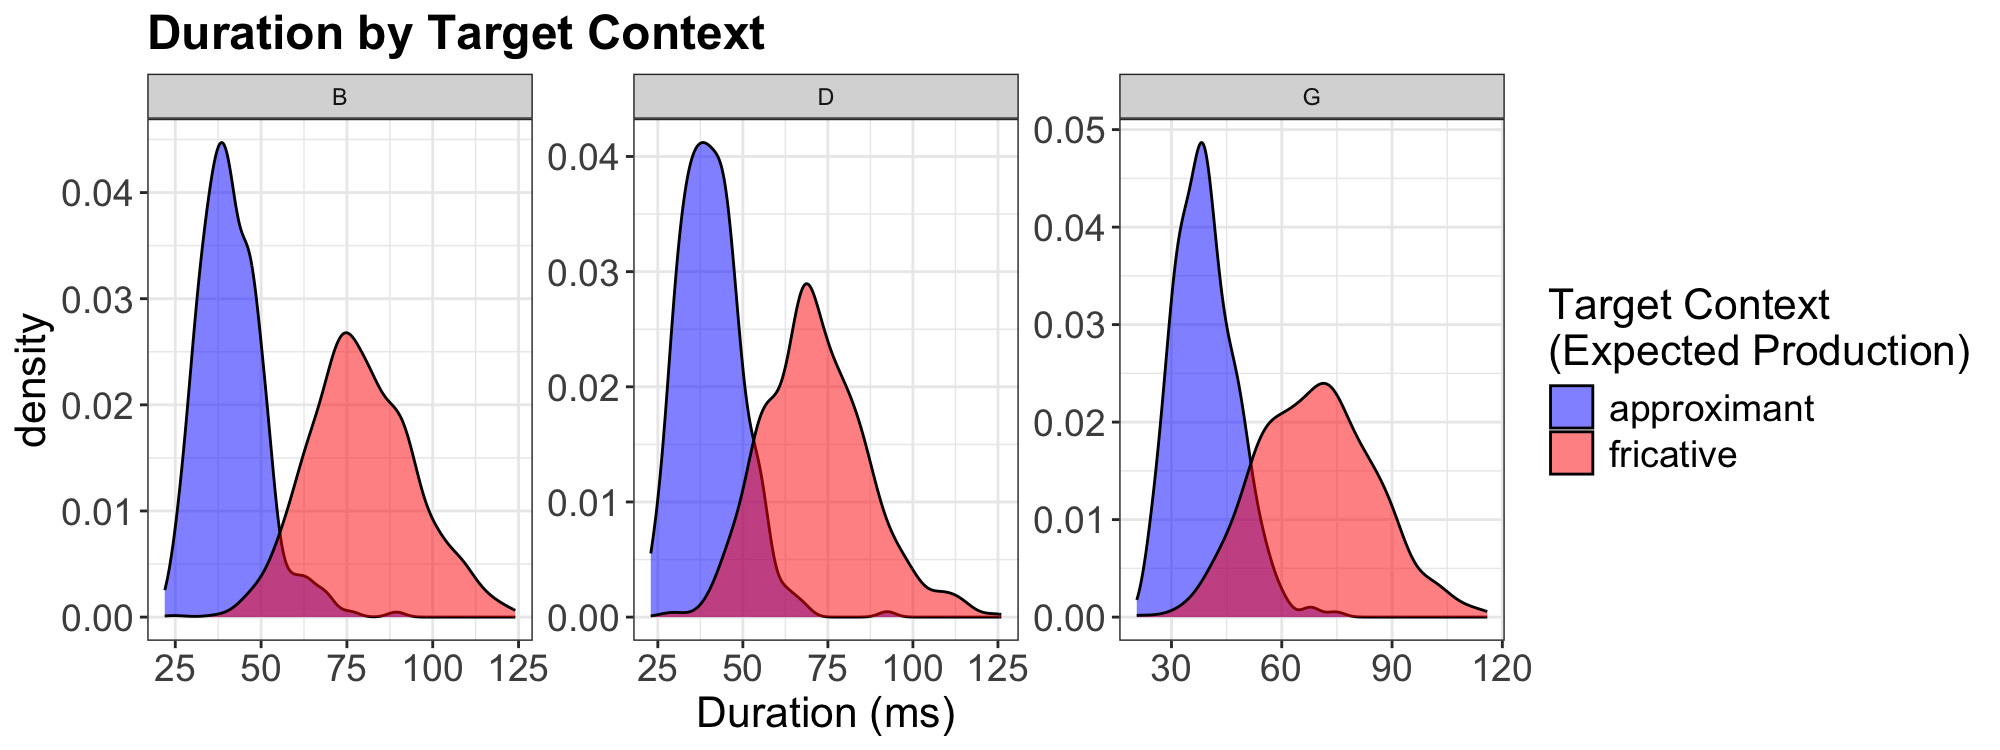 Duration by Target Context
B
D
G
density
0.04
0.03
0.02
0.01
0.00
25 50 75 100 125
0.04
0.03
0.02
0.01
0.00
25 50 75 100 125
0.05
0.04
0.03
0.02
0.01
0.00
30 60 90 120
Duration (ms)
Target Context
(Expected Production)
approximant
fricative